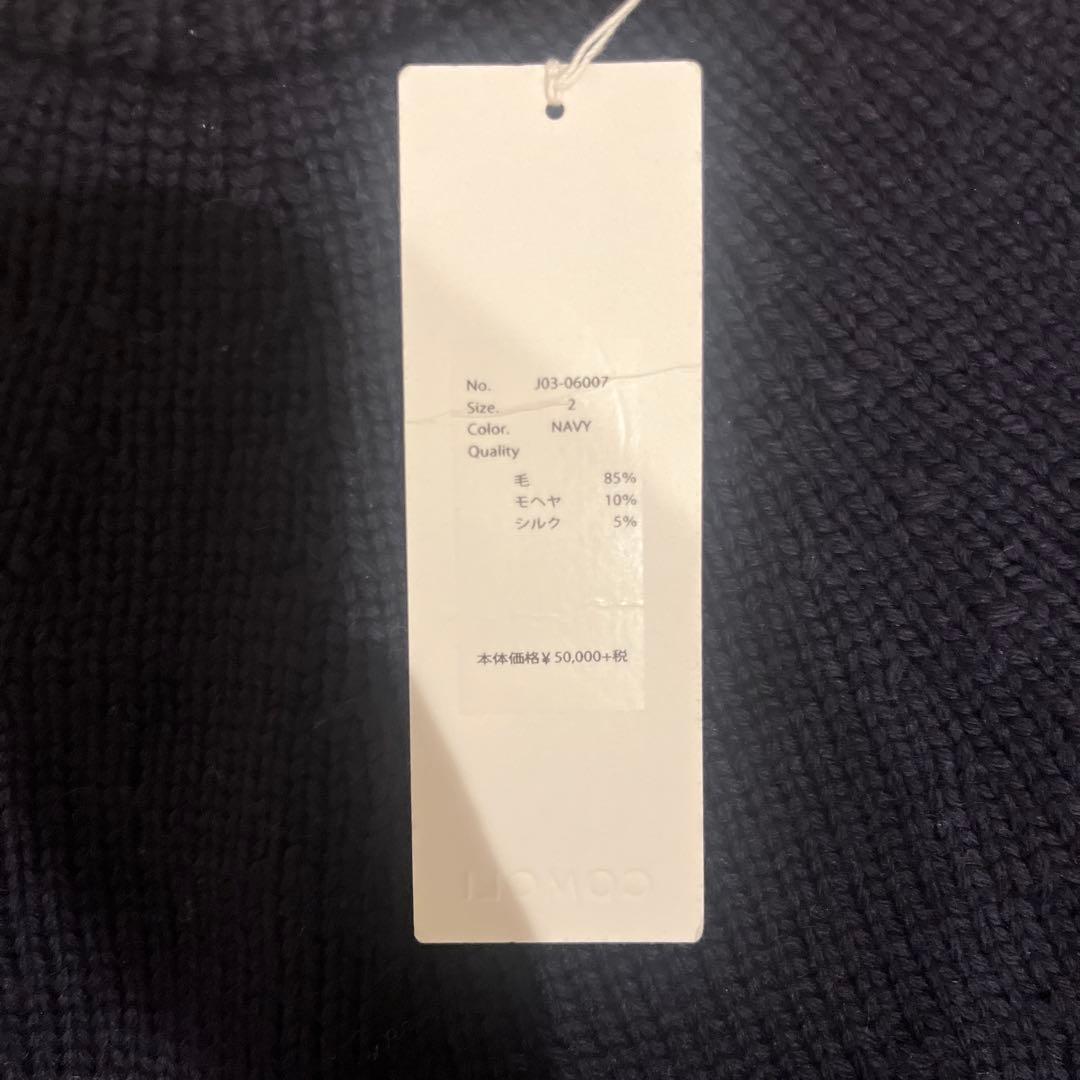 No. J03-06007
Size. 2
Color. NAVY
Quality
毛 85%
モヘヤ 10%
シルク 5%
本体価格¥50,000+税
COMOLI